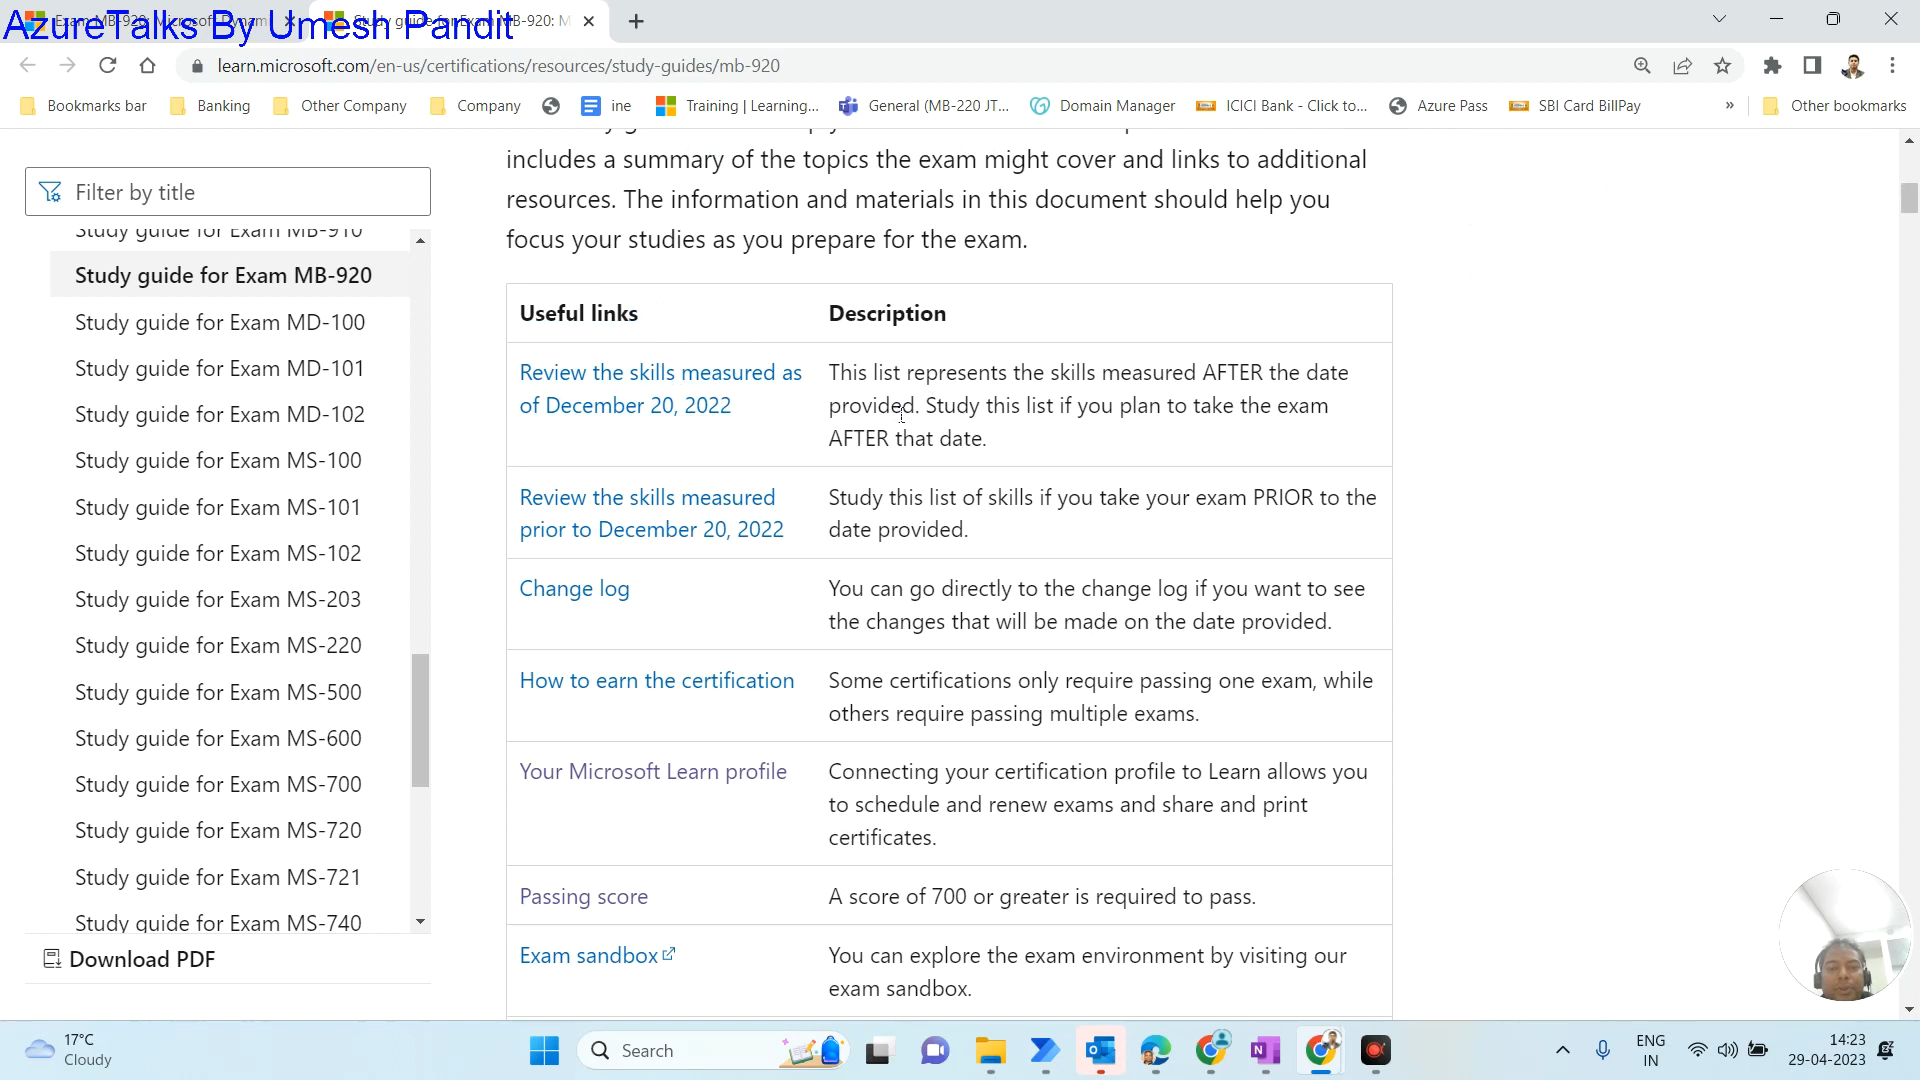 AzureTalks By Umesh Pandit
Study guide for Exam MB-920: M
learn.microsoft.com/en-us/certifications/resources/study-guides/mb-920
Bookmarks bar
Banking
Other Company
Company
ine
Training | Learning...
General (MB-220 JT...
Domain Manager
ICICI Bank - Click to...
Azure Pass
SBI Card BillPay
»
Other bookmarks
Filter by title
Study guide for Exam MB-910
Study guide for Exam MB-920
Study guide for Exam MD-100
Study guide for Exam MD-101
Study guide for Exam MD-102
Study guide for Exam MS-100
Study guide for Exam MS-101
Study guide for Exam MS-102
Study guide for Exam MS-203
Study guide for Exam MS-220
Study guide for Exam MS-500
Study guide for Exam MS-600
Study guide for Exam MS-700
Study guide for Exam MS-720
Study guide for Exam MS-721
Study guide for Exam MS-740
Download PDF
includes a summary of the topics the exam might cover and links to additional
resources. The information and materials in this document should help you
focus your studies as you prepare for the exam.
Useful links Description
Review the skills measured as
of December 20, 2022
This list represents the skills measured AFTER the date
provided. Study this list if you plan to take the exam
AFTER that date.
Review the skills measured
prior to December 20, 2022
Study this list of skills if you take your exam PRIOR to the
date provided.
Change log
You can go directly to the change log if you want to see
the changes that will be made on the date provided.
How to earn the certification
Some certifications only require passing one exam, while
others require passing multiple exams.
Your Microsoft Learn profile
Connecting your certification profile to Learn allows you
to schedule and renew exams and share and print
certificates.
Passing score
A score of 700 or greater is required to pass.
Exam sandbox
You can explore the exam environment by visiting our
exam sandbox.
17°C
Cloudy
Search
ENG
IN
14:23
29-04-2023